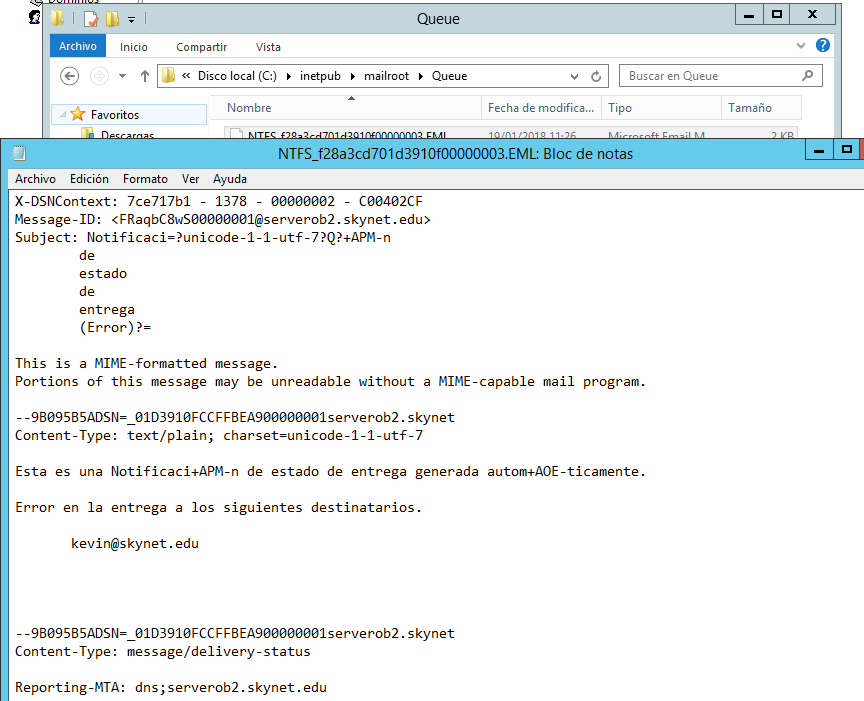 Dominios
Queue
Archivo Inicio Compartir Vista
« Disco local (C:) inetpub mailroot Queue Buscar en Queue
Favoritos Nombre Fecha de modifica... Tipo Tamaño
Descargas NTFS_f28a3cd701d3910f00000003.EML 19/01/2018 11:26 Microsoft Email M... 2 KB
NTFS_f28a3cd701d3910f00000003.EML: Bloc de notas
Archivo Edición Formato Ver Ayuda
X-DSNContext: 7ce717b1 - 1378 - 00000002 - C00402CF
Message-ID: <FRaqbC8wS00000001@serverob2.skynet.edu>
Subject: Notificaci=?unicode-1-1-utf-7?Q?+APM-n
de
estado
de
entrega
(Error)?=
This is a MIME-formatted message.
Portions of this message may be unreadable without a MIME-capable mail program.
--9B095B5ADSN=_01D3910FCCFFBEA900000001serverob2.skynet
Content-Type: text/plain; charset=unicode-1-1-utf-7
Esta es una Notificaci+APM-n de estado de entrega generada autom+AOE-ticamente.
Error en la entrega a los siguientes destinatarios.
kevin@skynet.edu
--9B095B5ADSN=_01D3910FCCFFBEA900000001serverob2.skynet
Content-Type: message/delivery-status
Reporting-MTA: dns;serverob2.skynet.edu